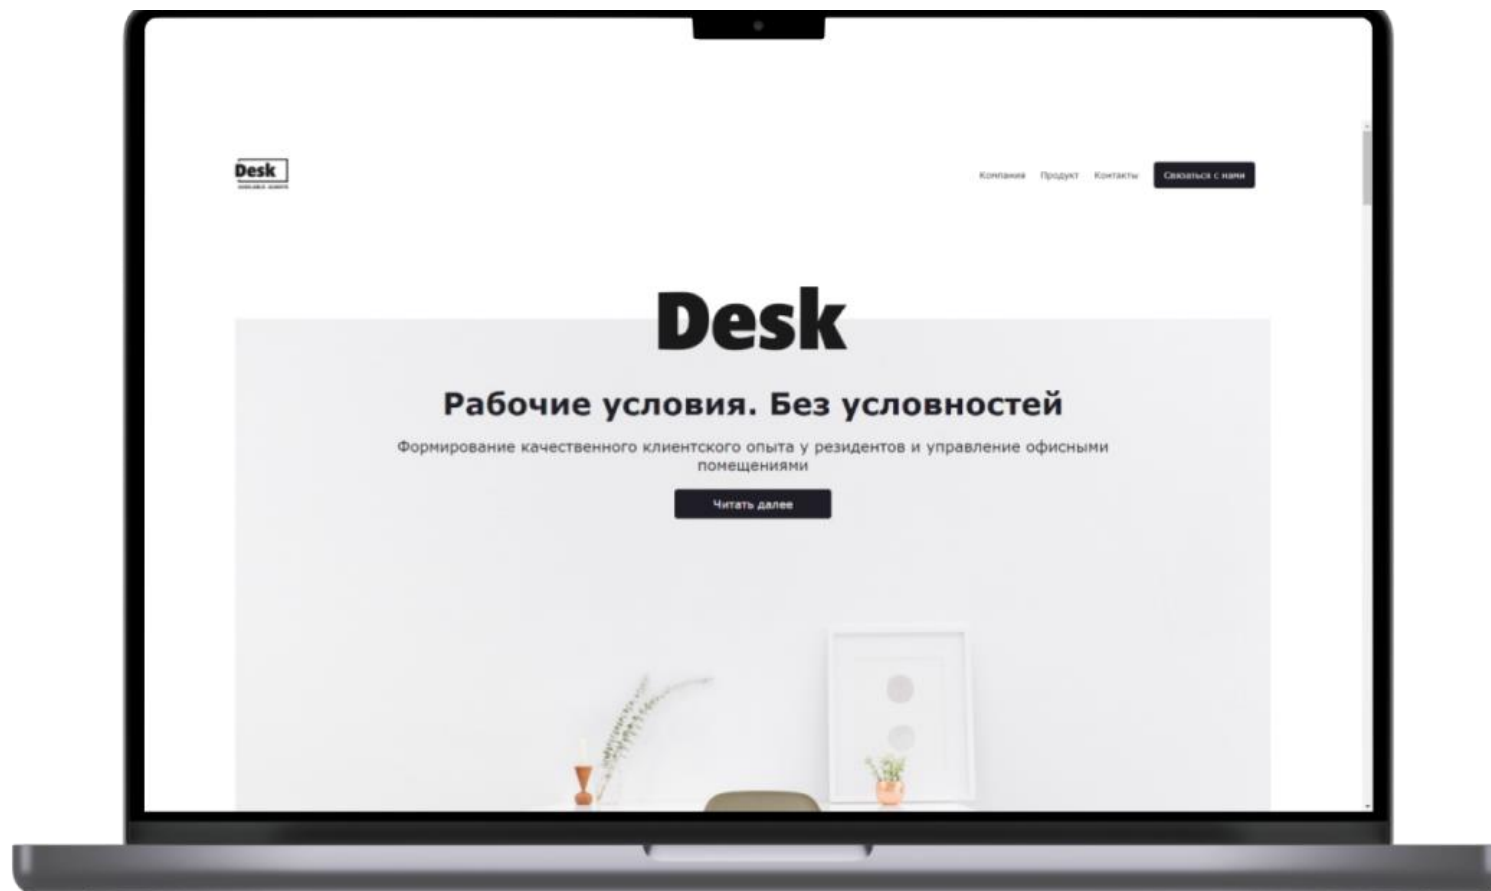 Desk
Компания Продукт Контакты Связаться с нами
Desk
Рабочие условия. Без условностей
Формирование качественного клиентского опыта у резидентов и управление офисными
помещениями
Читать далее